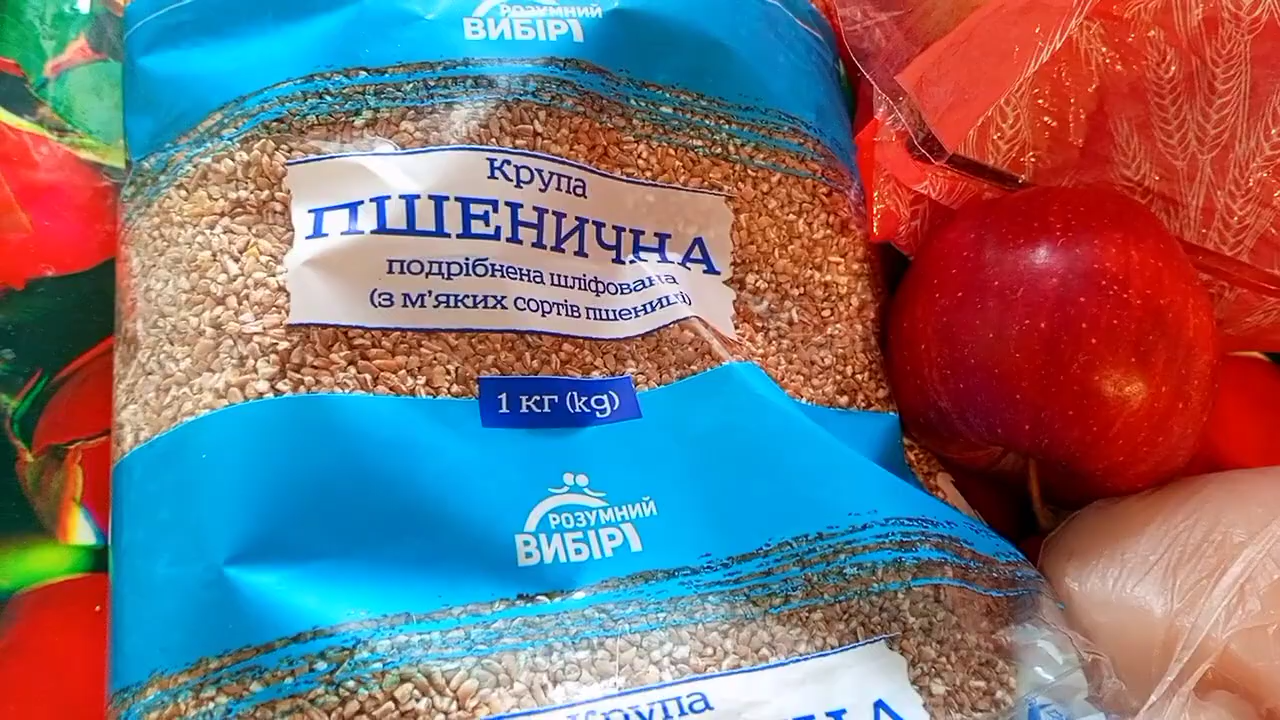 РОЗУМНИЙ
ВИБІР
Крупа
ПШЕНИЧНА
подрібнена шліфована
(з м'яких сортів пшениці)
1 кг (kg)
РОЗУМНИЙ
ВИБІР
Крупа